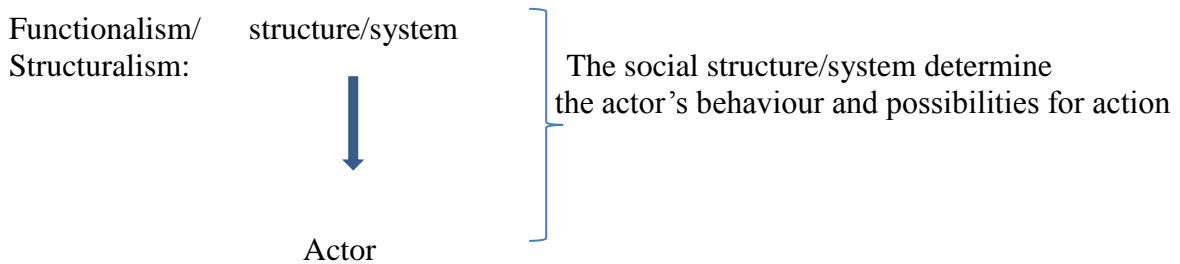 Functionalism/ structure/system
Structuralism:
The social structure/system determine
the actor’s behaviour and possibilities for action
Actor